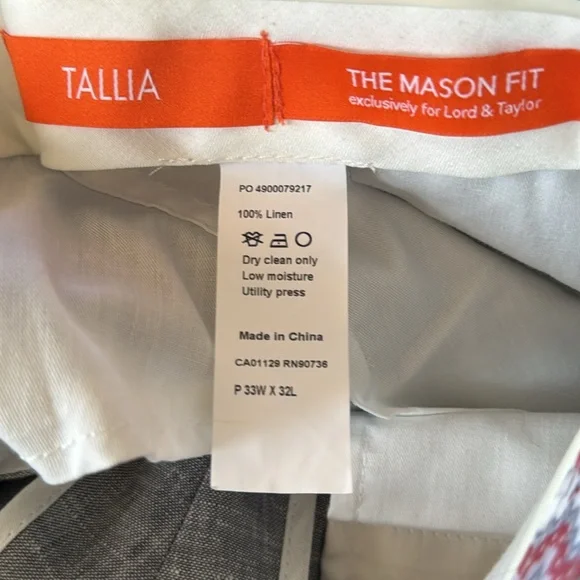 TALLIA
THE MASON FIT
exclusively for Lord & Taylor
PO 4900079217
100% Linen
Dry clean only
Low moisture
Utility press
Made in China
CA01129 RN90736
P 33W X 32L